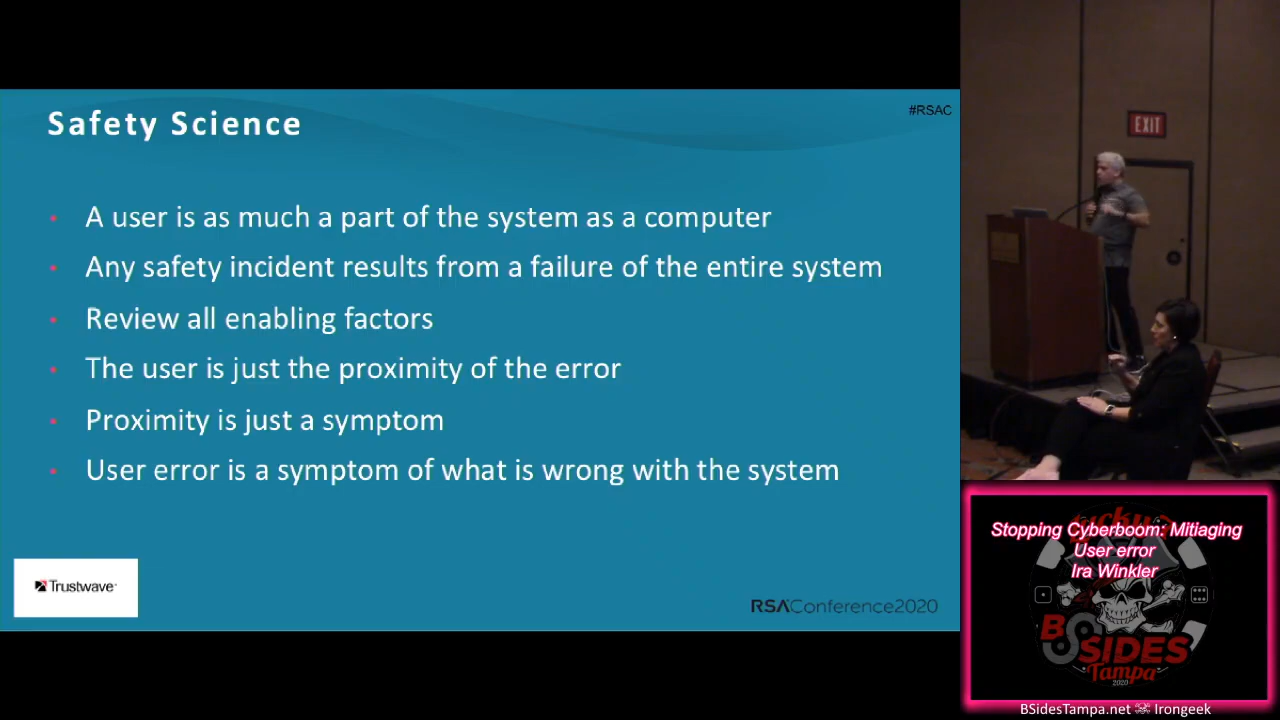 Safety Science
#RSAC
• A user is as much a part of the system as a computer
• Any safety incident results from a failure of the entire system
• Review all enabling factors
• The user is just the proximity of the error
• Proximity is just a symptom
• User error is a symptom of what is wrong with the system
Trustwave
RSAConference2020
EXIT
Stopping Cyberboom: Mitiaging
User error
Ira Winkler
BSIDES
Tampa
2020
BSidesTampa.net Irongeek